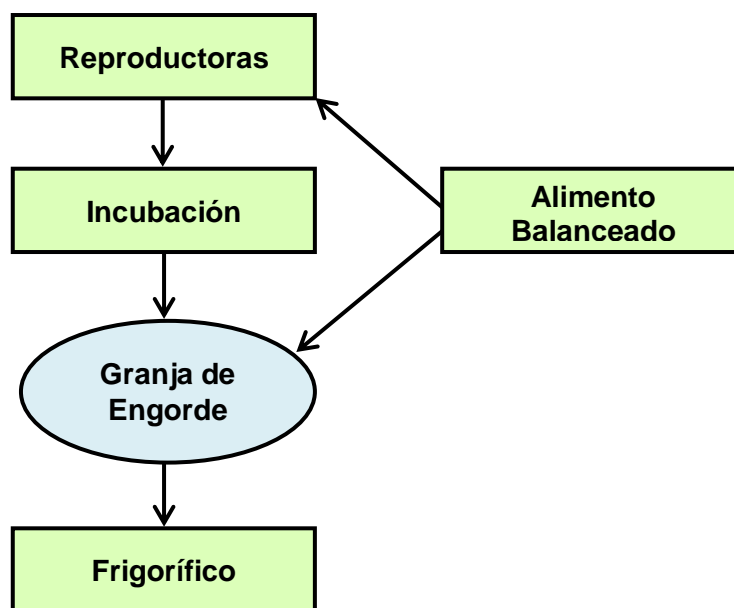 Reproductoras
Incubación
Alimento
Balanceado
Granja de
Engorde
Frigorífico